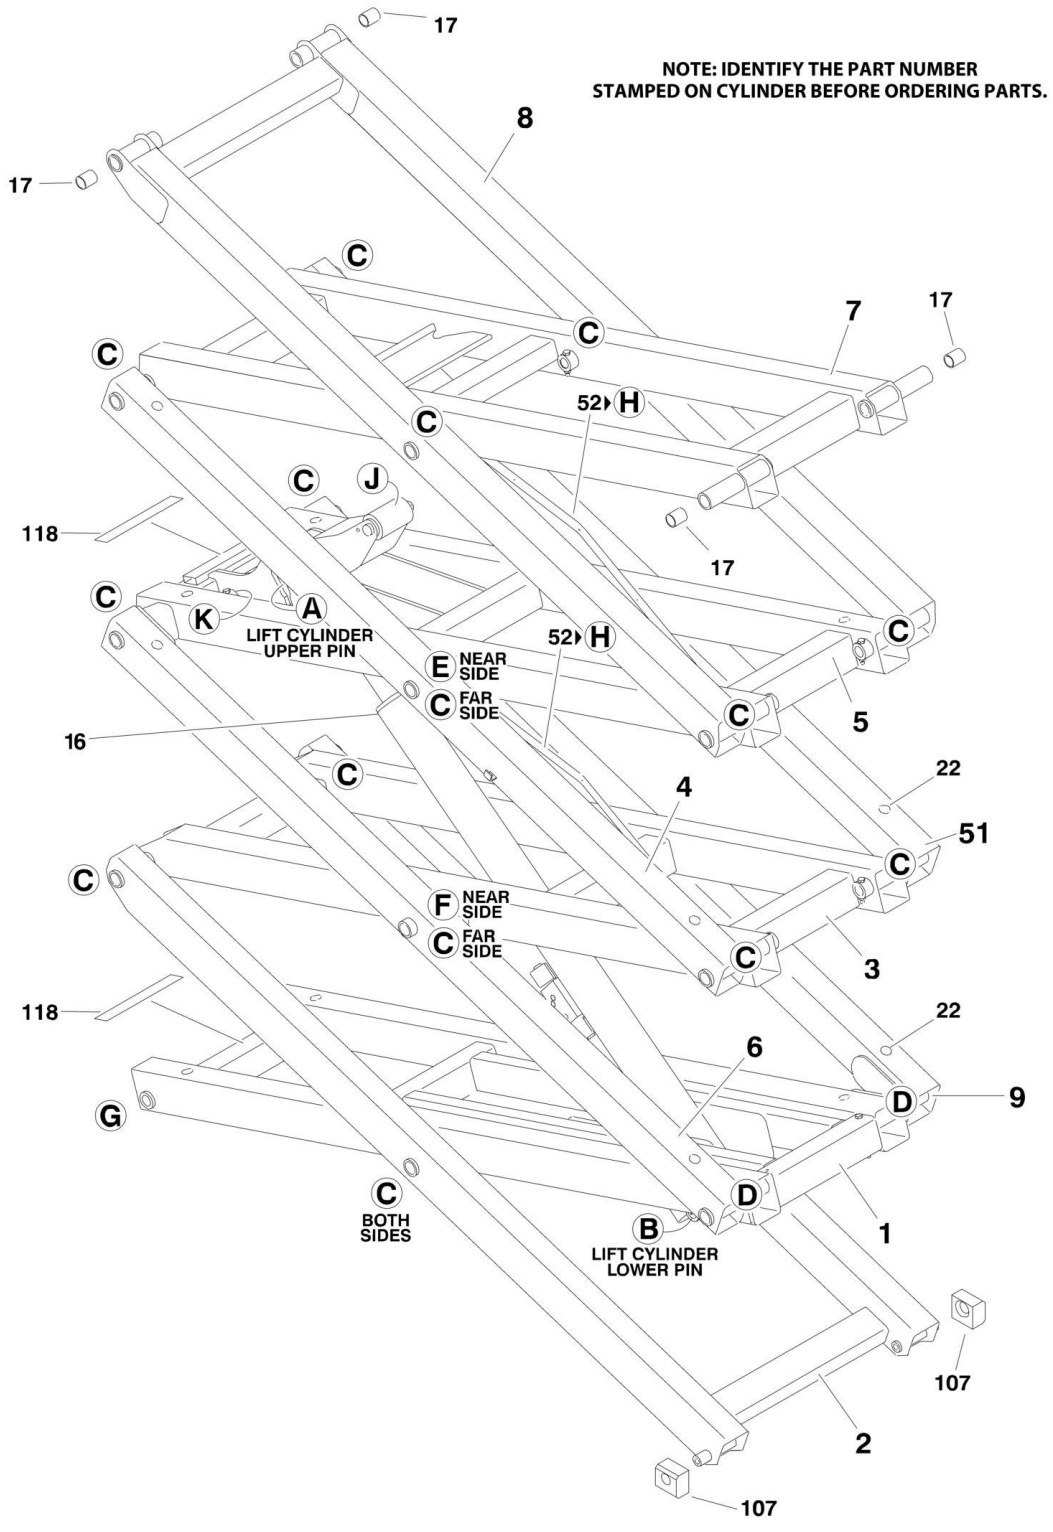 17
NOTE: IDENTIFY THE PART NUMBER
STAMPED ON CYLINDER BEFORE ORDERING PARTS.
8
17
C
17
7
C
C
52 H
C
C
J
118
17
C
K
A
LIFT CYLINDER
UPPER PIN
C
52 H
E NEAR
SIDE
C FAR
SIDE
C
5
16
C
22
4
51
C
C
F NEAR
SIDE
C FAR
SIDE
C
3
118
22
6
9
D
G
C
BOTH
SIDES
D
B
LIFT CYLINDER
LOWER PIN
1
107
2
107